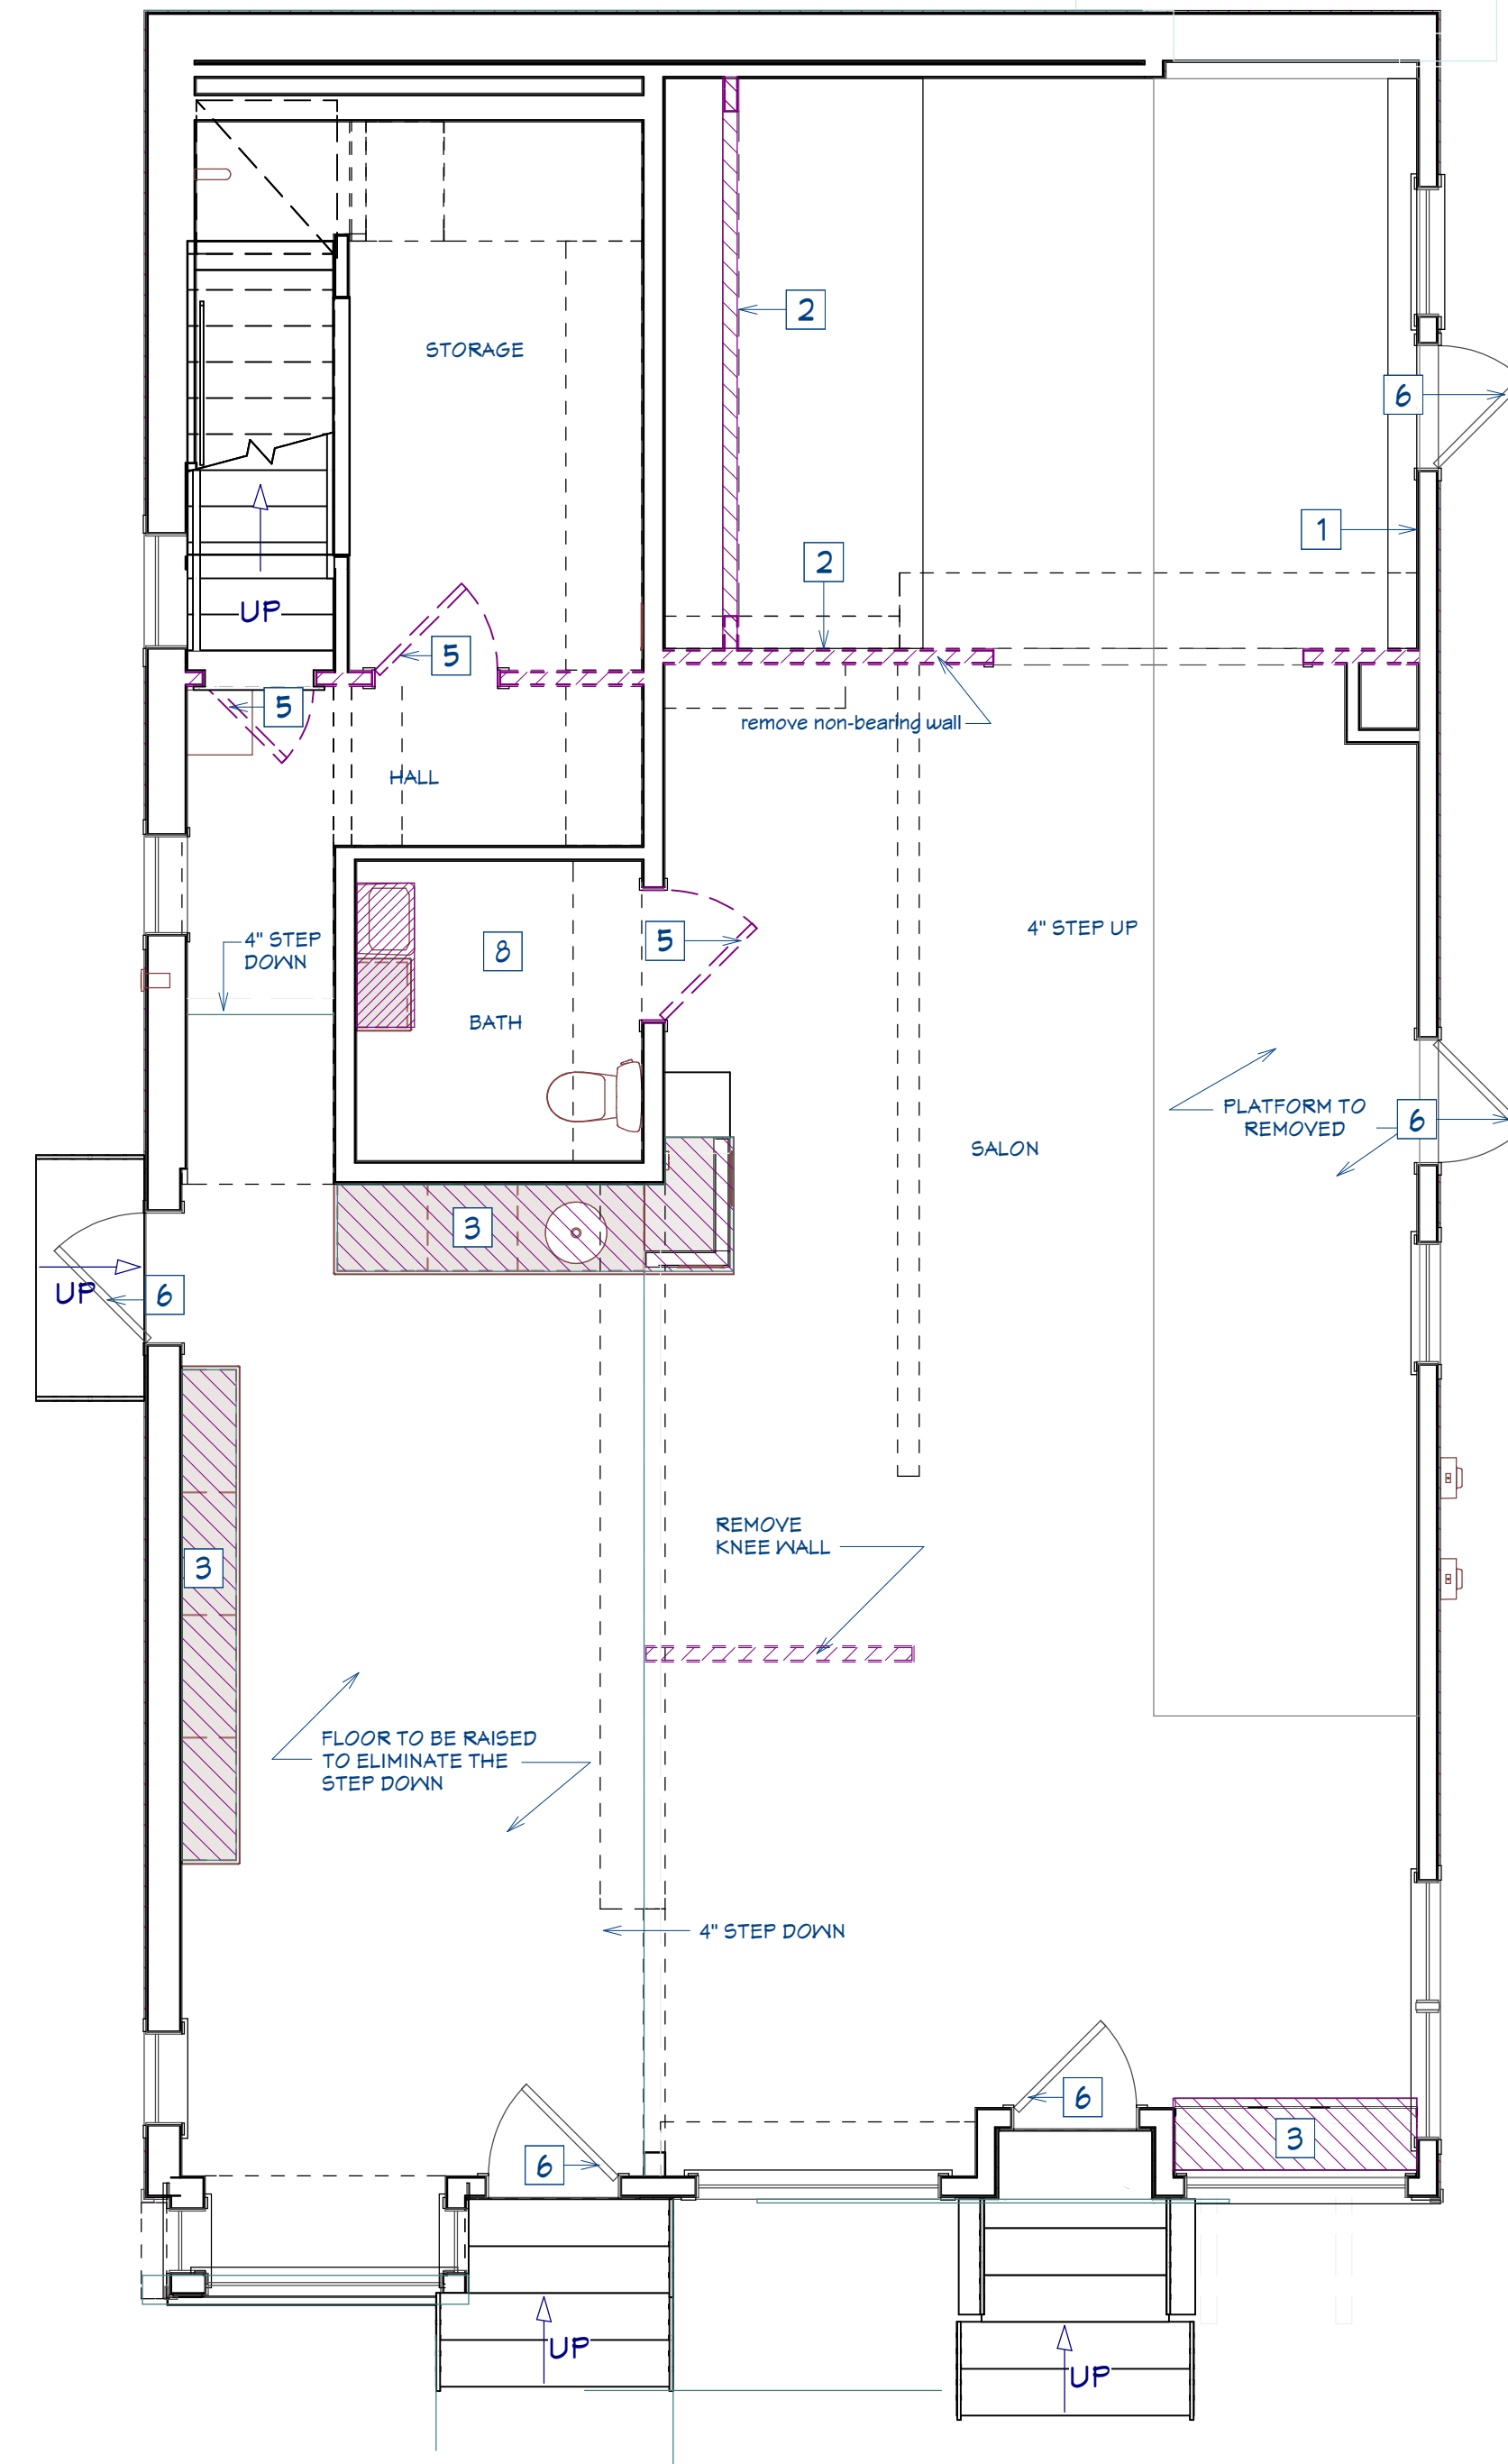 2
STORAGE
6
1
2
UP
5
5
remove non-bearing wall
HALL
4" STEP
DOWN
8
5
4" STEP UP
BATH
PLATFORM TO
REMOVED
6
SALON
3
UP
6
REMOVE
KNEE WALL
3
FLOOR TO BE RAISED
TO ELIMINATE THE
STEP DOWN
4" STEP DOWN
6
3
6
UP
UP